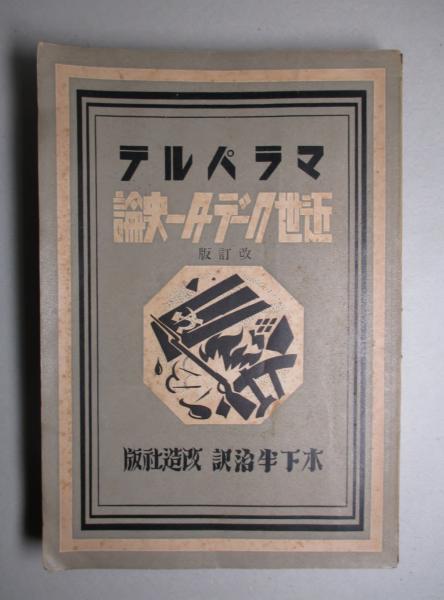 マラパルテ
近世クーデター史論
改訂版
木下半治訳 改造社版